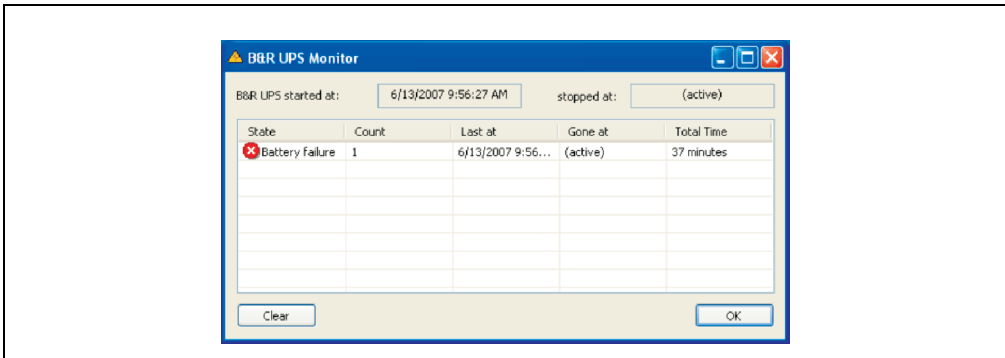 B&R UPS Monitor
B&R UPS started at: 6/13/2007 9:56:27 AM stopped at: (active)
State Count Last at Gone at Total Time
Battery failure 1 6/13/2007 9:56... (active) 37 minutes
Clear OK